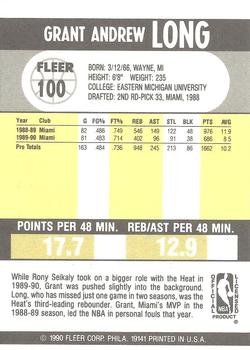 GRANT ANDREW LONG
FLEER
100
BORN: 3/12/66, WAYNE, MI
HEIGHT: 6'8" WEIGHT: 235
COLLEGE: EASTERN MICHIGAN UNIVERSITY
DRAFTED: 2ND RD-PICK 33, MIAMI, 1988
Year Club G FG% FT% Reb Ast Stl Blk Pts Avg
1988-89 Miami 82 .486 .749 546 149 122 48 976 11.9
1989-90 Miami 81 .483 .714 402 96 91 38 686 8.5
Pro Totals 163 .484 .736 948 245 213 86 1662 10.2
POINTS PER 48 MIN.
17.7
REB/AST PER 48 MIN.
12.9
While Rony Seikaly took on a bigger role with the Heat in
1989-90, Grant was pushed slightly into the background.
Long, who has missed just one game in two seasons, was the
Heat's third-leading rebounder. Grant, Miami's MVP in the
1988-89 season, led the NBA in personal fouls that
season.
OFFICIAL
LICENSED
NBA
PRODUCT
© 1990 FLEER CORP. PHILA. 19141 PRINTED IN U.S.A.